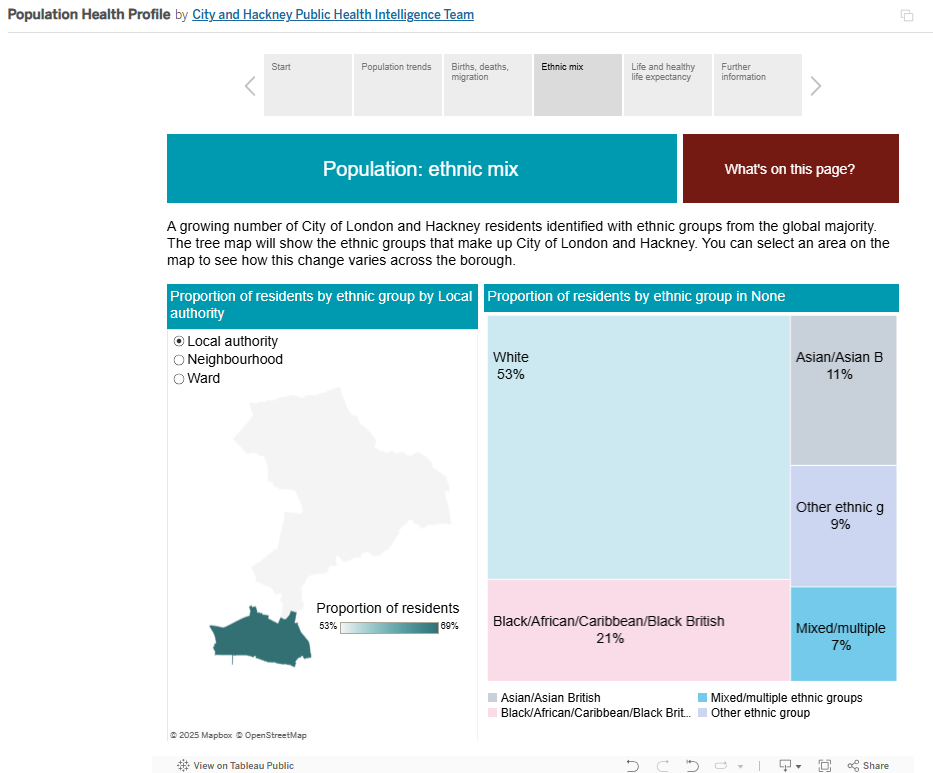 Population Health Profile by City and Hackney Public Health Intelligence Team
Start
Population trends
Births, deaths,
migration
Ethnic mix
Life and healthy
life expectancy
Further
information
Population: ethnic mix
What's on this page?
A growing number of City of London and Hackney residents identified with ethnic groups from the global majority.
The tree map will show the ethnic groups that make up City of London and Hackney. You can select an area on the
map to see how this change varies across the borough.
Proportion of residents by ethnic group by Local
authority
Local authority
Neighbourhood
Ward
Proportion of residents
53% 69%
© 2025 Mapbox © OpenStreetMap
Proportion of residents by ethnic group in None
White
53%
Asian/Asian B
11%
Other ethnic g
9%
Black/African/Caribbean/Black British
21%
Mixed/multiple
7%
Asian/Asian British
Mixed/multiple ethnic groups
Black/African/Caribbean/Black Brit...
Other ethnic group
View on Tableau Public
Share